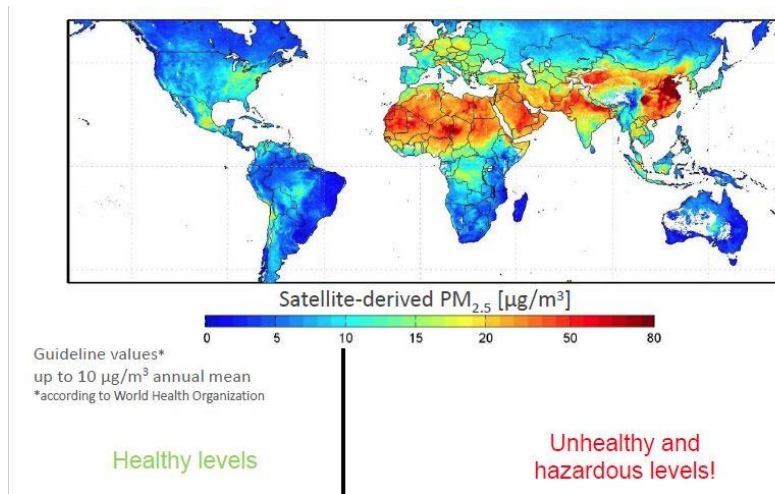 Satellite-derived PM2.5 [µg/m³]
0 5 10 15 20 50 80
Guideline values*
up to 10 µg/m³ annual mean
*according to World Health Organization
Healthy levels
Unhealthy and
hazardous levels!